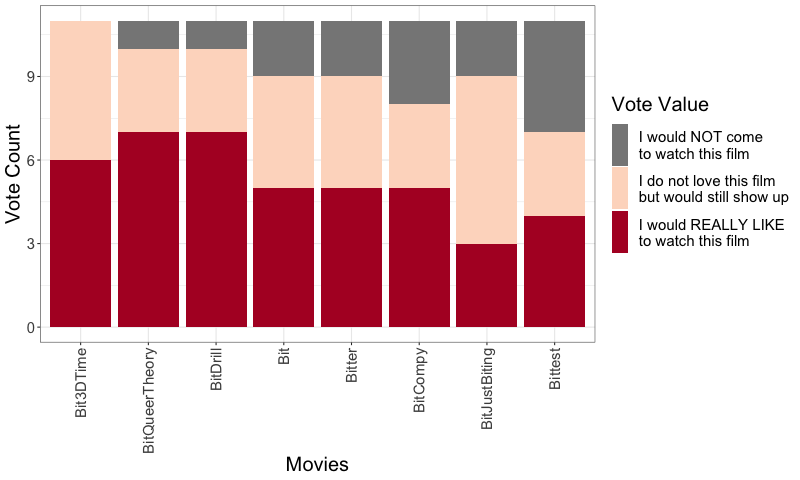 Vote Count
9
6
3
0
Bit3DTime
BitQueerTheory
BitDrill
Bit
Bitter
BitCompy
BitJustBiting
Bittest
Movies
Vote Value
I would NOT come
to watch this film
I do not love this film
but would still show up
I would REALLY LIKE
to watch this film